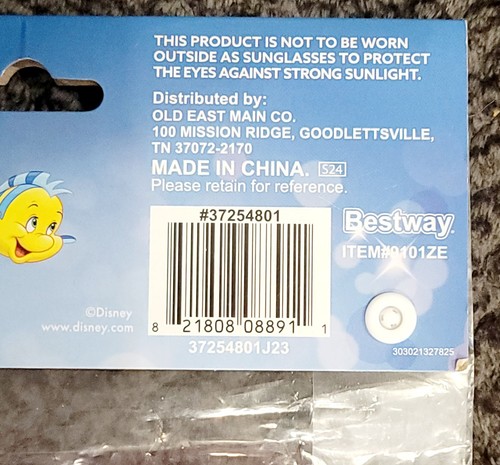 THIS PRODUCT IS NOT TO BE WORN
OUTSIDE AS SUNGLASSES TO PROTECT
THE EYES AGAINST STRONG SUNLIGHT.
Distributed by:
OLD EAST MAIN CO.
100 MISSION RIDGE, GOODLETTSVILLE,
TN 37072-2170
MADE IN CHINA. S24
Please retain for reference.
#37254801
Bestway®
ITEM#9101ZE
©Disney
www.disney.com
8 21808 08891 1
37254801J23
303021327825